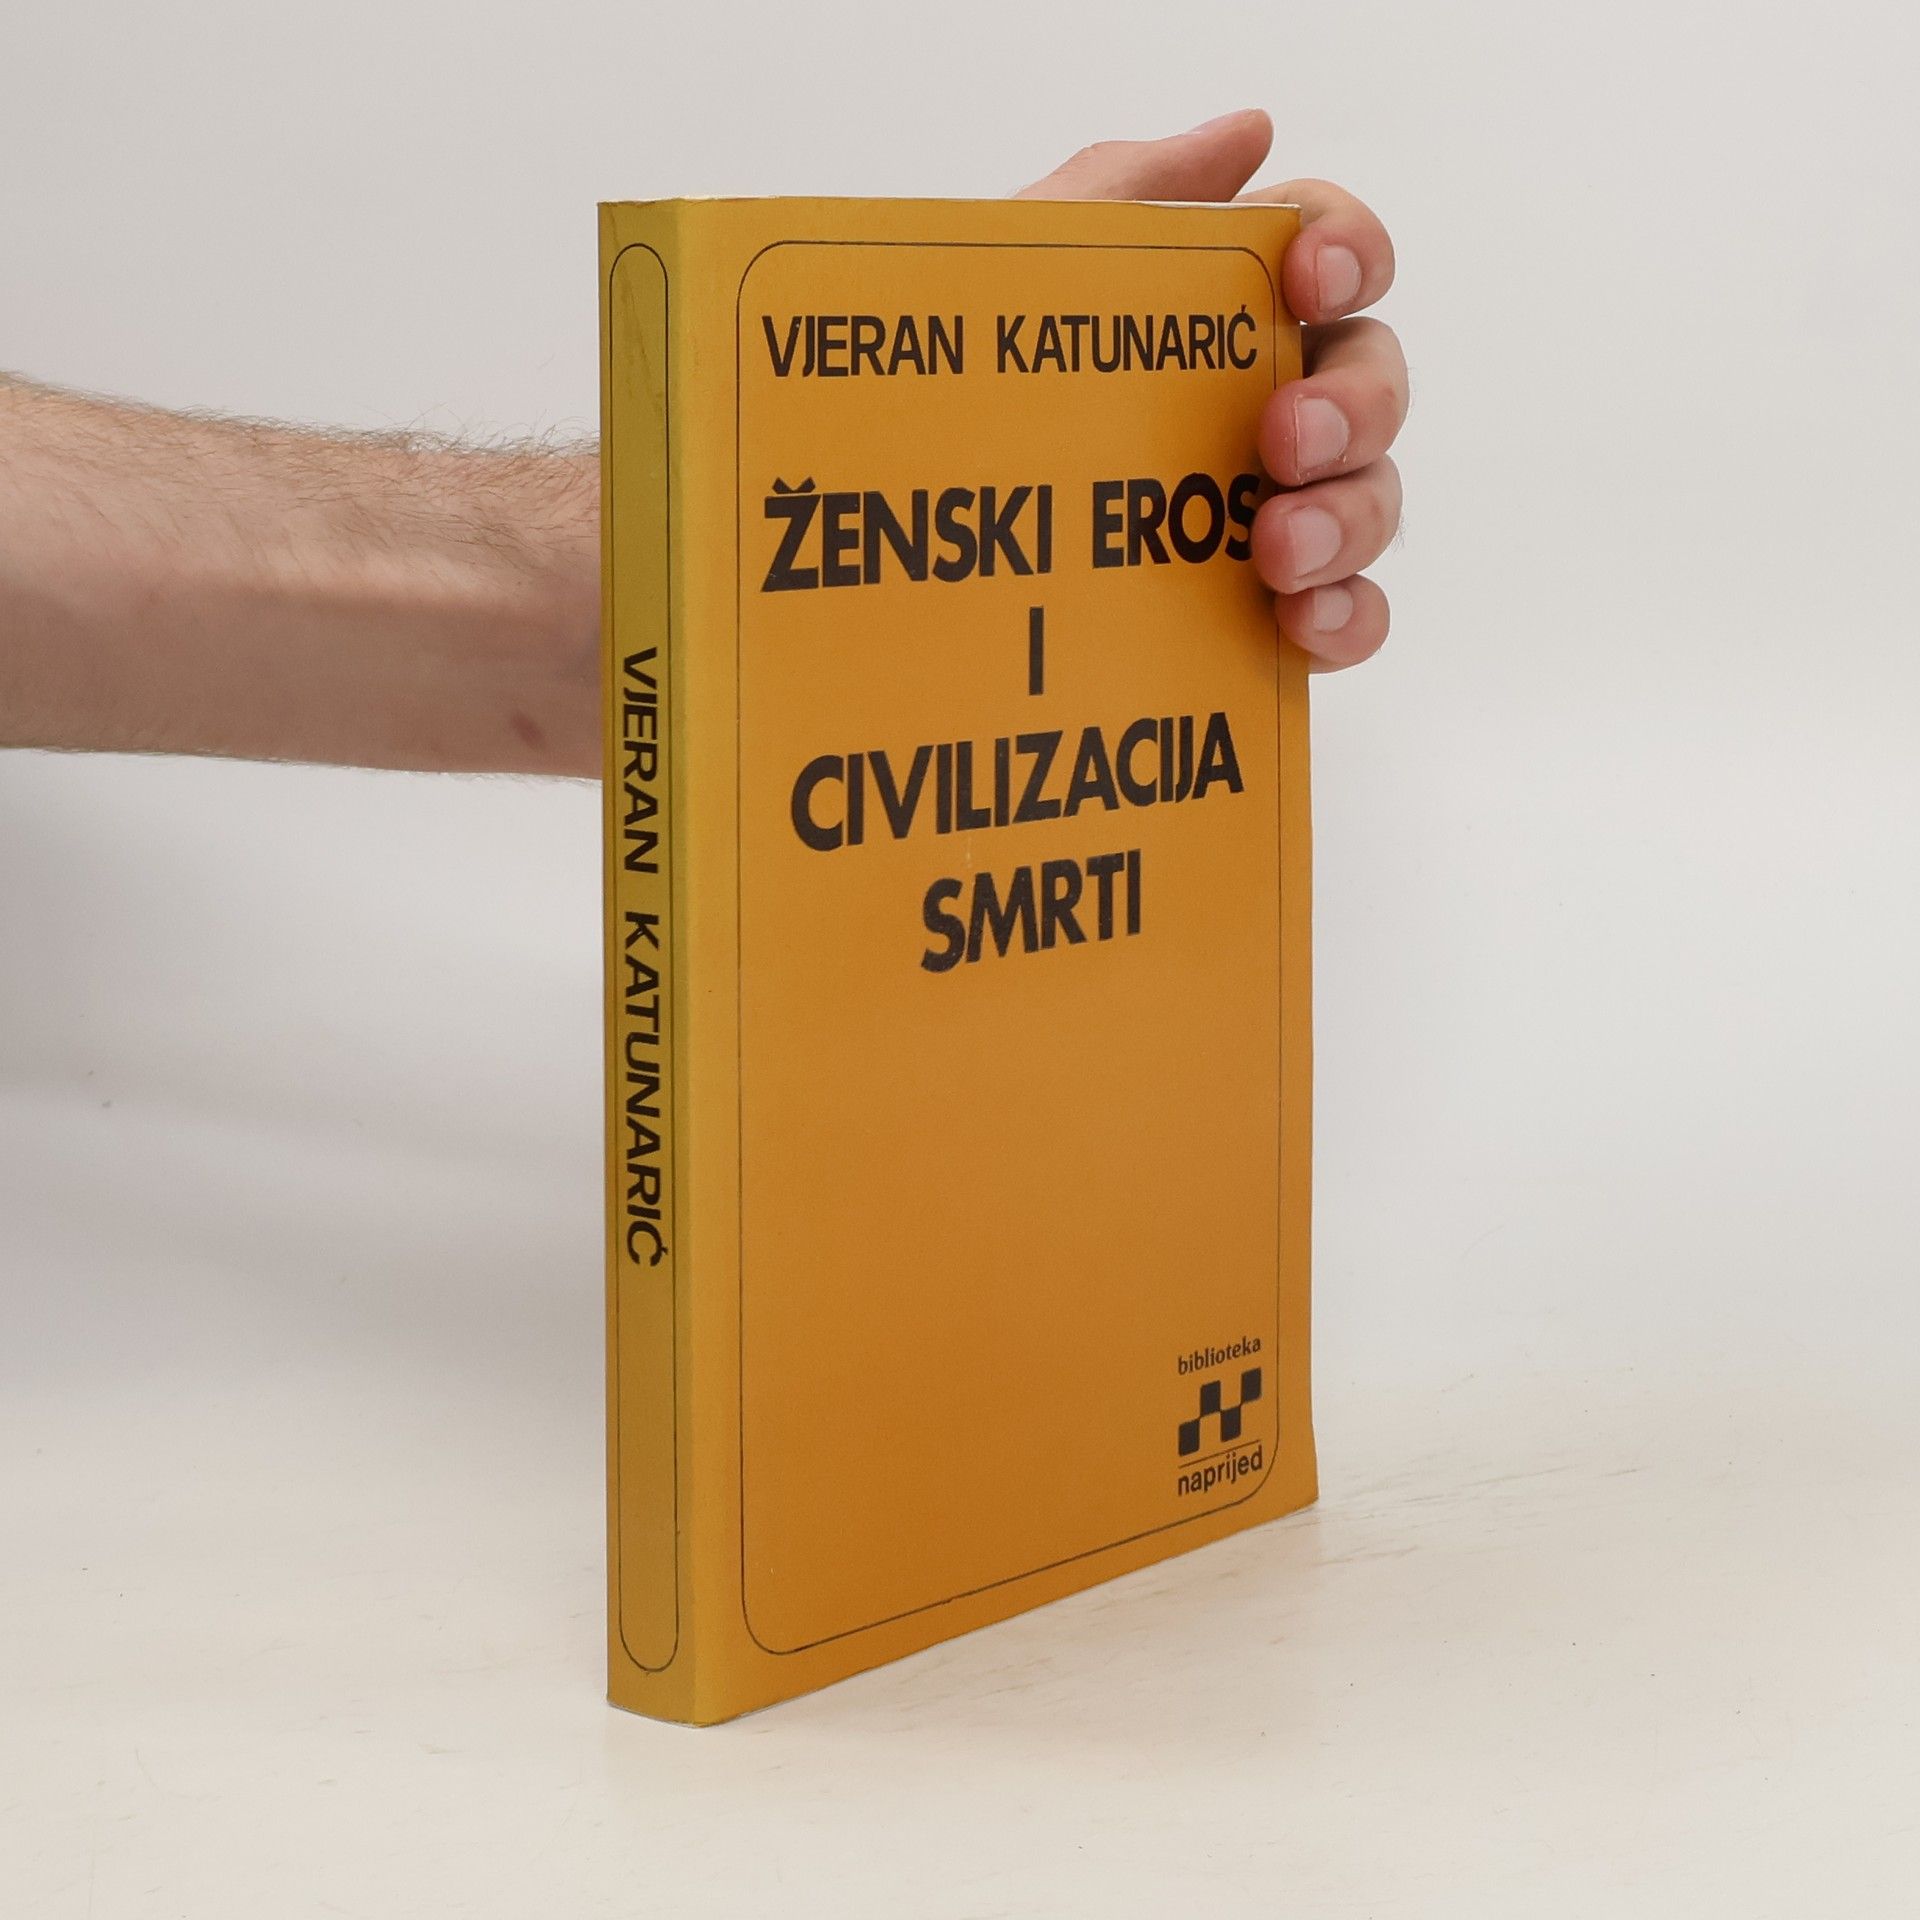 VJERAN KATUNARIĆ
VJERAN KATUNARIĆ
ŽENSKI EROS
I
CIVILIZACIJA
SMRTI
biblioteka
naprijed